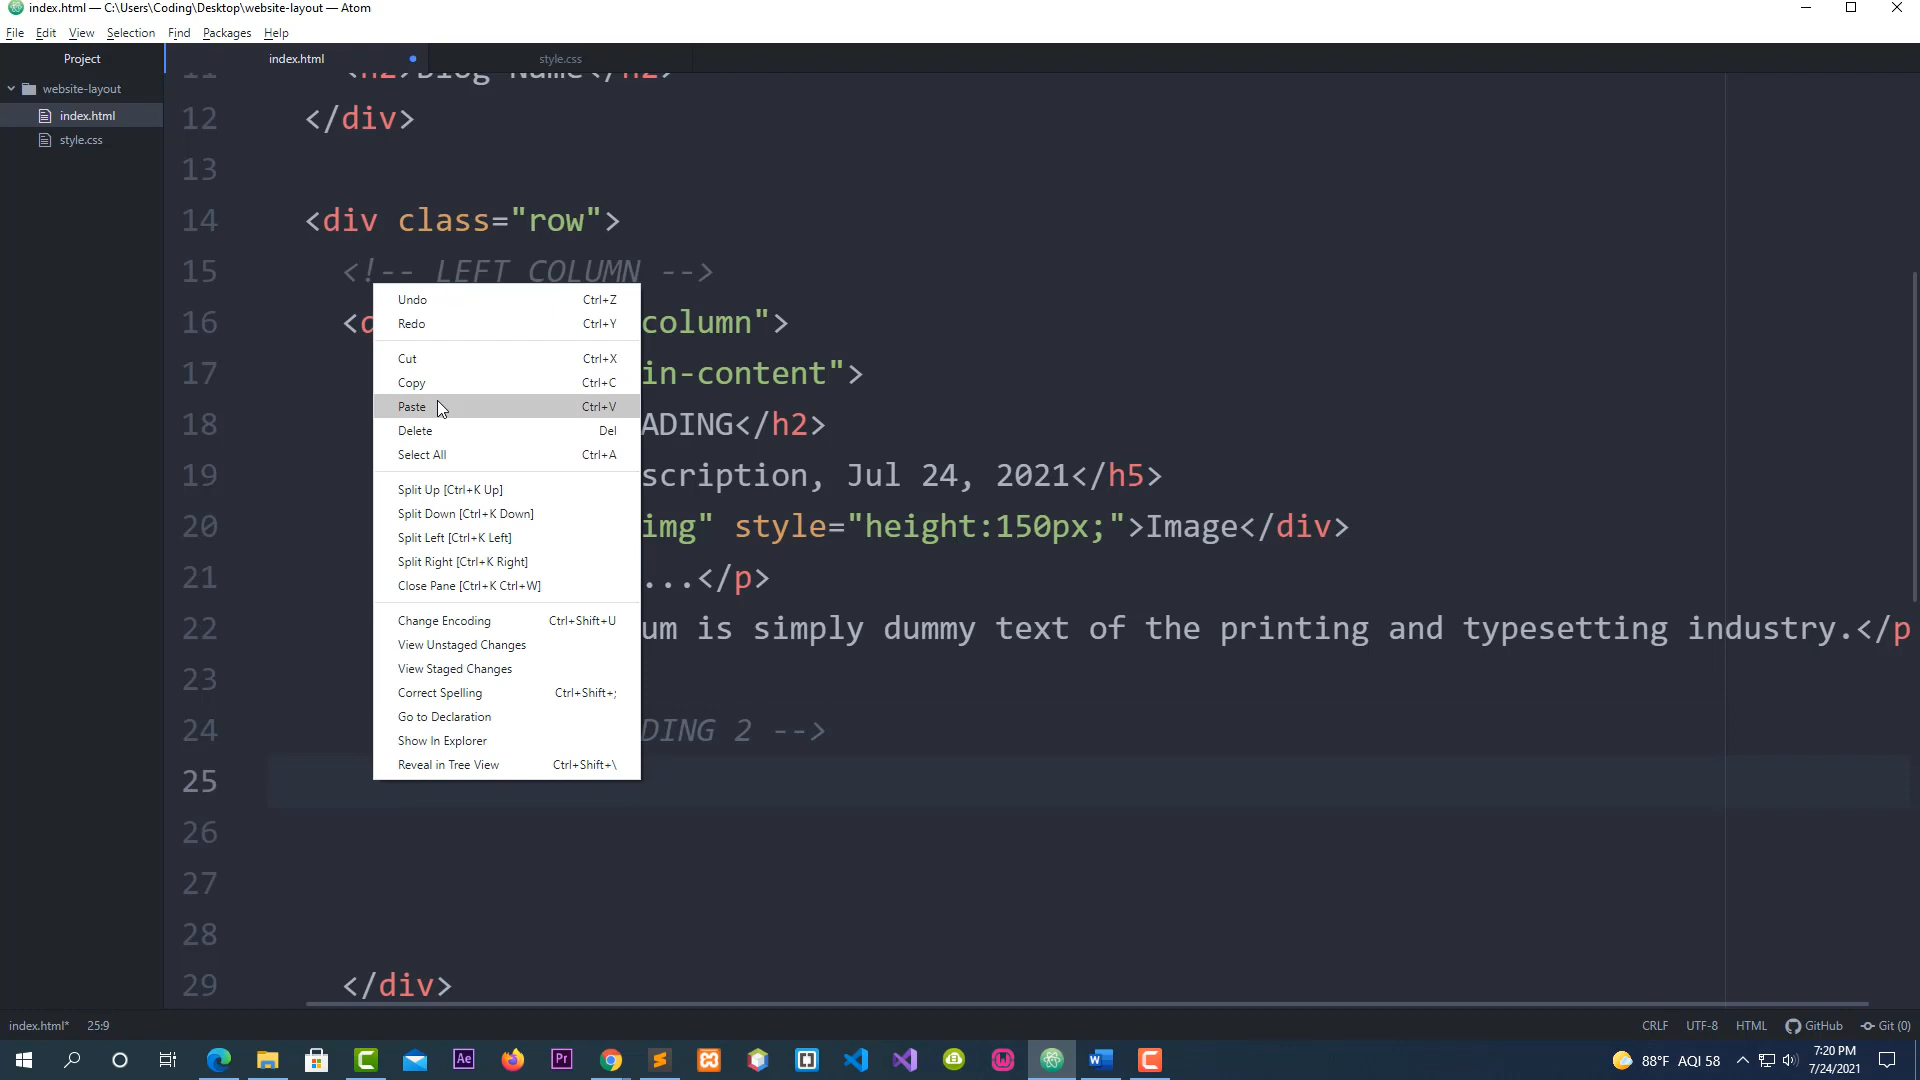 index.html — C:\Users\Coding\Desktop\website-layout — Atom
File Edit View Selection Find Packages Help
Project
index.html
style.css
website-layout
index.html
style.css
11 <h2>Blog Name</h2>
12 </div>
13
14 <div class="row">
15 <!-- LEFT COLUMN -->
16 <d column">
17 in-content">
18 ADING</h2>
19 scription, Jul 24, 2021</h5>
20 img" style="height:150px;">Image</div>
21 ...</p>
22 um is simply dummy text of the printing and typesetting industry.</p
23
24 DING 2 -->
25
26
27
28
29 </div>
Undo Ctrl+Z
Redo Ctrl+Y
Cut Ctrl+X
Copy Ctrl+C
Paste Ctrl+V
Delete Del
Select All Ctrl+A
Split Up [Ctrl+K Up]
Split Down [Ctrl+K Down]
Split Left [Ctrl+K Left]
Split Right [Ctrl+K Right]
Close Pane [Ctrl+K Ctrl+W]
Change Encoding Ctrl+Shift+U
View Unstaged Changes
View Staged Changes
Correct Spelling Ctrl+Shift+;
Go to Declaration
Show In Explorer
Reveal in Tree View Ctrl+Shift+\
index.html* 25:9
CRLF UTF-8 HTML GitHub Git (0)
Ae Pr
88°F AQI 58
7:20 PM
7/24/2021